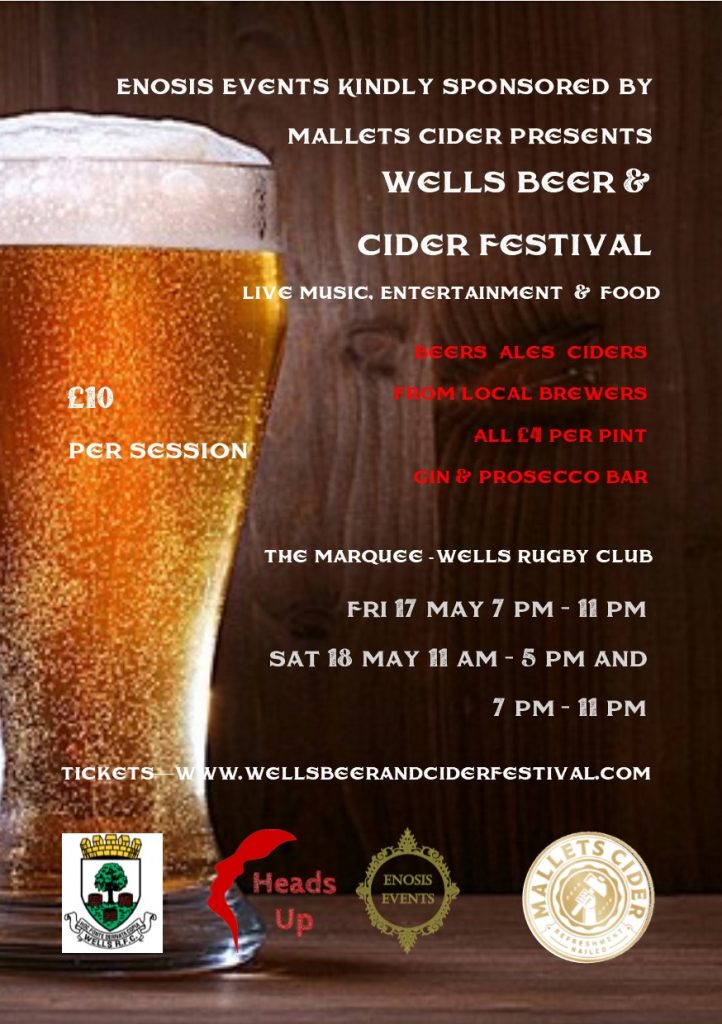 ENOSIS EVENTS KINDLY SPONSORED BY
MALLETS CIDER PRESENTS
WELLS BEER &
CIDER FESTIVAL
LIVE MUSIC, ENTERTAINMENT & FOOD
BEERS ALES CIDERS
FROM LOCAL BREWERS
ALL £4 PER PINT
GIN & PROSECCO BAR
£10
PER SESSION
THE MARQUEE - WELLS RUGBY CLUB
FRI 17 MAY 7 PM - 11 PM
SAT 18 MAY 11 AM - 5 PM AND
7 PM - 11 PM
TICKETS - WWW.WELLSBEERANDCIDERFESTIVAL.COM
WELLS R.F.C.
Heads
Up
ENOSIS
EVENTS
MALLETS CIDER
REFRESHMENT
NAILED